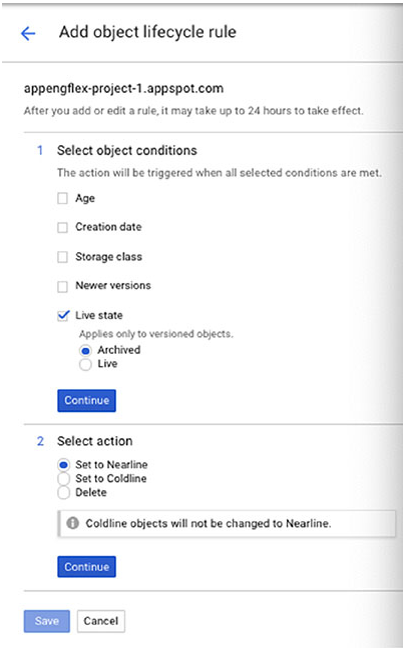 Add object lifecycle rule
appengflex-project-1.appspot.com
After you add or edit a rule, it may take up to 24 hours to take effect.
1 Select object conditions
The action will be triggered when all selected conditions are met.
Age
Creation date
Storage class
Newer versions
Live state
Applies only to versioned objects.
Archived
Live
Continue
2 Select action
Set to Nearline
Set to Coldline
Delete
Coldline objects will not be changed to Nearline.
Continue
Save Cancel